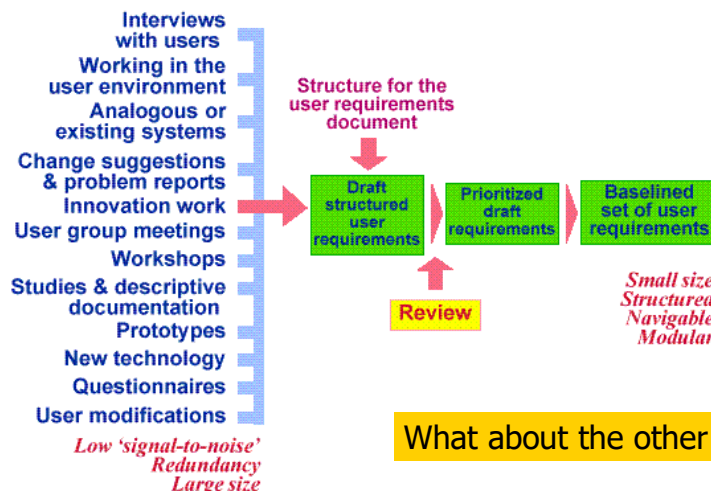 Interviews
with users
Working in the
user environment
Analogous or
existing systems
Change suggestions
& problem reports
Innovation work
User group meetings
Workshops
Studies & descriptive
documentation
Prototypes
New technology
Questionnaires
User modifications
Low 'signal-to-noise'
Redundancy
Large size
Structure for the
user requirements
document
Draft
structured
user
requirements
Review
Prioritized
draft
requirements
Baselined
set of user
requirements
Small size
Structured
Navigable
Modular
What about the other